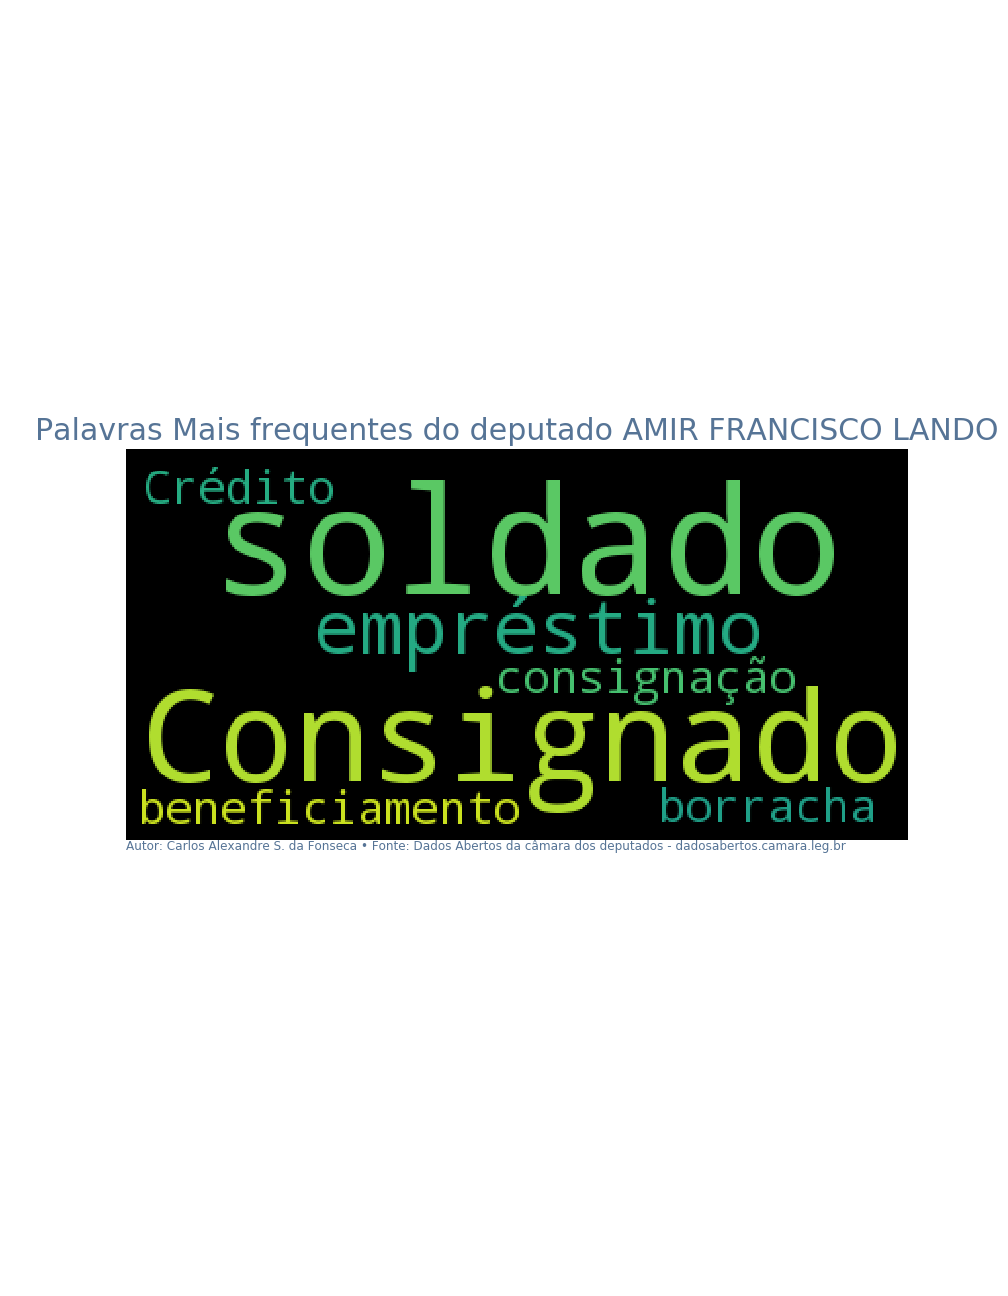 Palavras Mais frequentes do deputado AMIR FRANCISCO LANDO
Crédito
soldado
empréstimo
consignação
Consignado
beneficiamento
borracha
Autor: Carlos Alexandre S. da Fonseca • Fonte: Dados Abertos da câmara dos deputados - dadosabertos.camara.leg.br